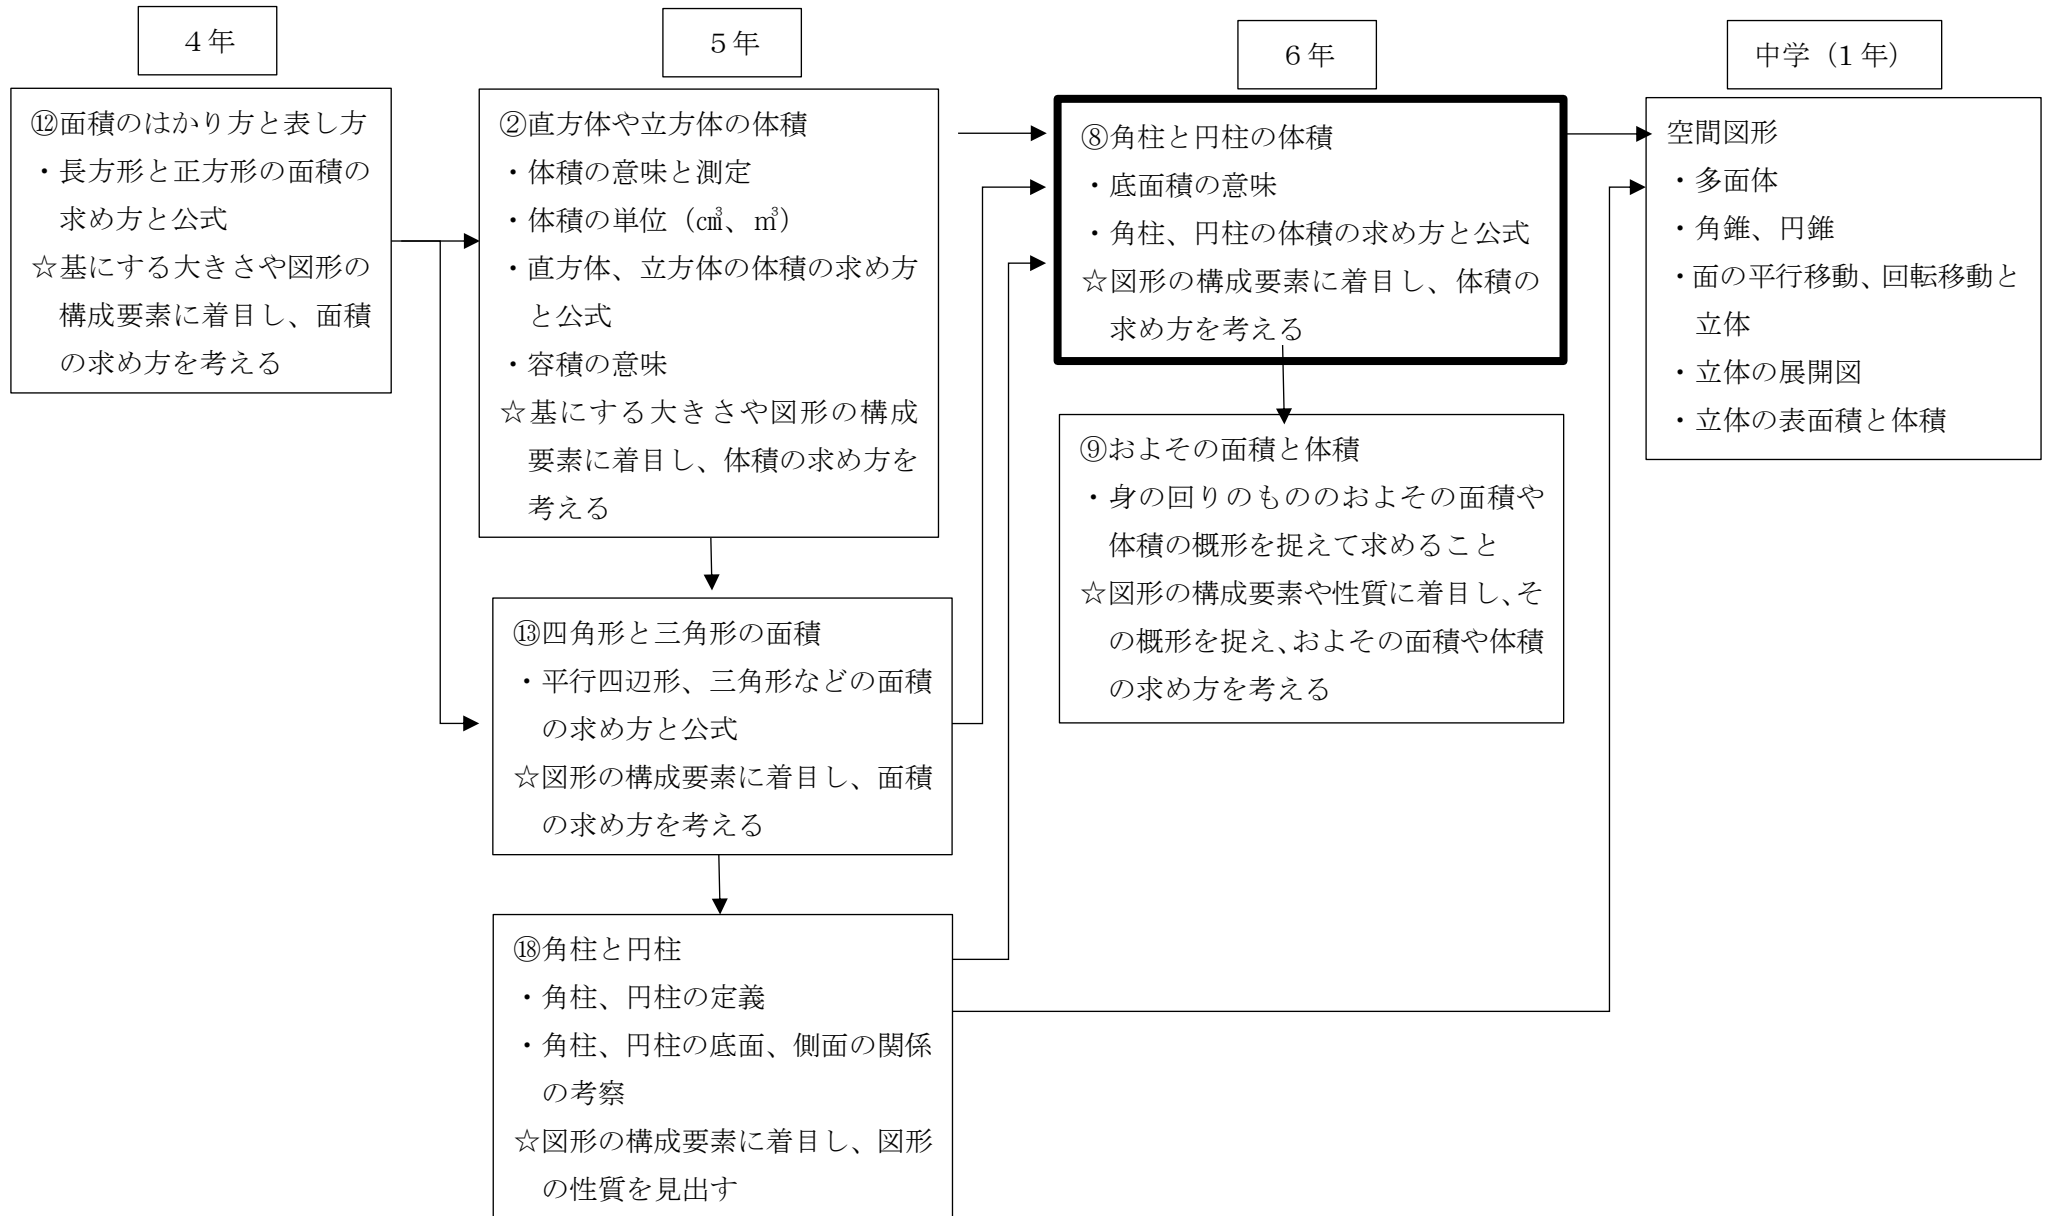 ４年
⑫面積のはかり方と表し方
・長方形と正方形の面積の
求め方と公式
☆基にする大きさや図形の
構成要素に着目し、面積
の求め方を考える
５年
②直方体や立方体の体積
・体積の意味と測定
・体積の単位（㎤、㎥）
・直方体、立方体の体積の求め方
と公式
・容積の意味
☆基にする大きさや図形の構成
要素に着目し、体積の求め方を
考える
⑬四角形と三角形の面積
・平行四辺形、三角形などの面積
の求め方と公式
☆図形の構成要素に着目し、面積
の求め方を考える
⑱角柱と円柱
・角柱、円柱の定義
・角柱、円柱の底面、側面の関係
の考察
☆図形の構成要素に着目し、図形
の性質を見出す
６年
⑧角柱と円柱の体積
・底面積の意味
・角柱、円柱の体積の求め方と公式
☆図形の構成要素に着目し、体積の
求め方を考える
⑨およその面積と体積
・身の回りのもののおよその面積や
体積の概形を捉えて求めること
☆図形の構成要素や性質に着目し、そ
の概形を捉え、およその面積や体積
の求め方を考える
中学（1 年）
空間図形
・多面体
・角錐、円錐
・面の平行移動、回転移動と
立体
・立体の展開図
・立体の表面積と体積